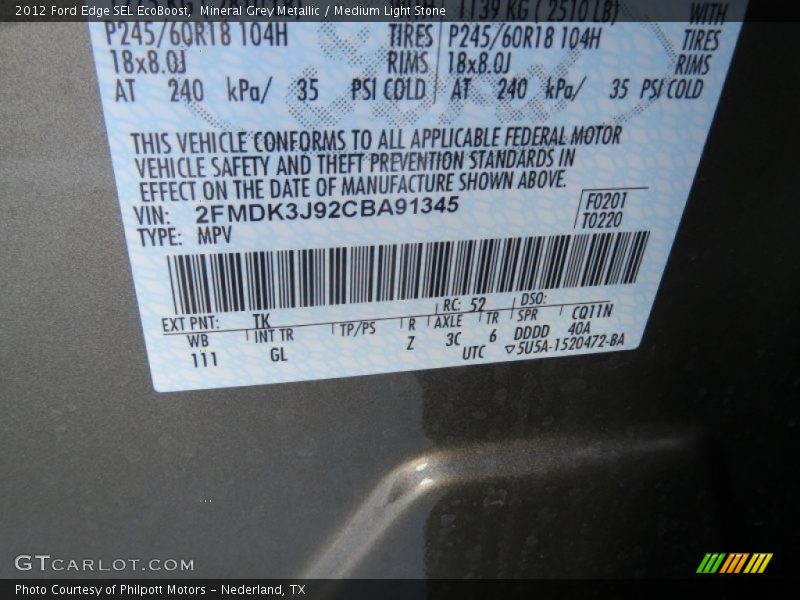 2012 Ford Edge SEL EcoBoost,  Mineral Grey Metallic / Medium Light Stone
1139 KG ( 2510 LB) WITH
P245/60R18 104H TIRES P245/60R18 104H TIRES
18x8.0J RIMS 18x8.0J RIMS
AT 240 kPa/ 35 PSI COLD AT 240 kPa/ 35 PSI COLD
THIS VEHICLE CONFORMS TO ALL APPLICABLE FEDERAL MOTOR
VEHICLE SAFETY AND THEFT PREVENTION STANDARDS IN
EFFECT ON THE DATE OF MANUFACTURE SHOWN ABOVE.
VIN: 2FMDK3J92CBA91345 F0201
TYPE: MPV T0220
EXT PNT: TK RC: 52 DSO:
WB INT TR TP/PS R AXLE TR SPR CQ11N
111 GL Z 3C 6 DDDD 40A
UTC ▽5U5A-1520472-BA
GTCARLOT.COM
Photo Courtesy of Philpott Motors - Nederland, TX